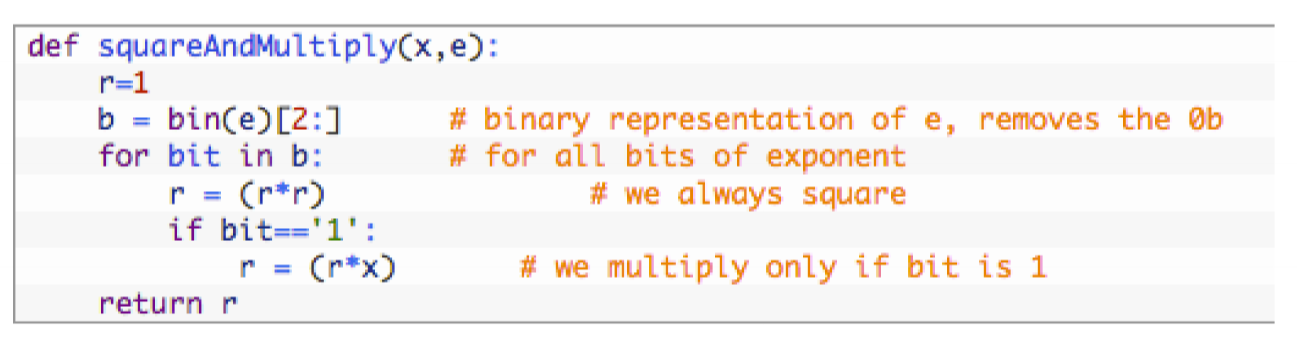 def squareAndMultiply(x,e):
    r=1
    b = bin(e)[2:]      # binary representation of e, removes the 0b
    for bit in b:       # for all bits of exponent
        r = (r*r)               # we always square
        if bit=='1':
            r = (r*x)       # we multiply only if bit is 1
    return r